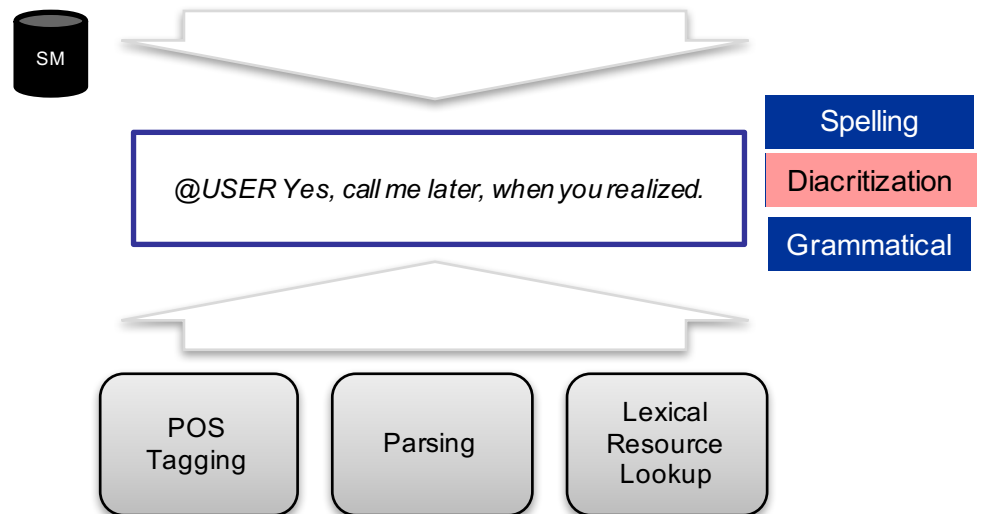 SM
@USER Yes, call me later, when you realized.
Spelling
Diacritization
Grammatical
POS
Tagging
Parsing
Lexical
Resource
Lookup